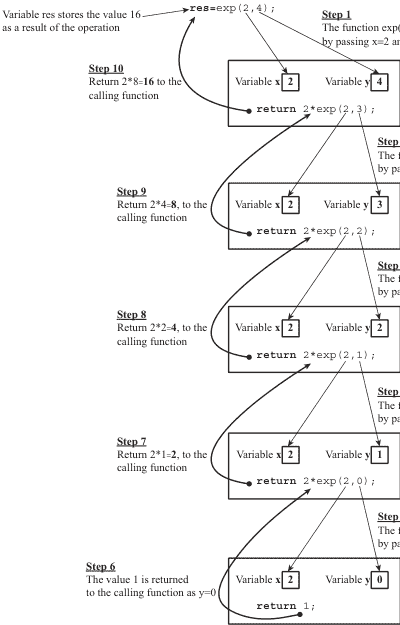 Variable res stores the value 16
as a result of the operation
res=exp(2,4);
Step 1
The function exp(
by passing x=2 an
Step 10
Return 2*8=16 to the
calling function
Variable x 2
Variable y 4
return 2*exp(2,3);
Step
The f
by pa
Step 9
Return 2*4=8, to the
calling function
Variable x 2
Variable y 3
return 2*exp(2,2);
Step
The f
by pa
Step 8
Return 2*2=4, to the
calling function
Variable x 2
Variable y 2
return 2*exp(2,1);
Step
The f
by pa
Step 7
Return 2*1=2, to the
calling function
Variable x 2
Variable y 1
return 2*exp(2,0);
Step
The f
by pa
Step 6
The value 1 is returned
to the calling function as y=0
Variable x 2
Variable y 0
return 1;